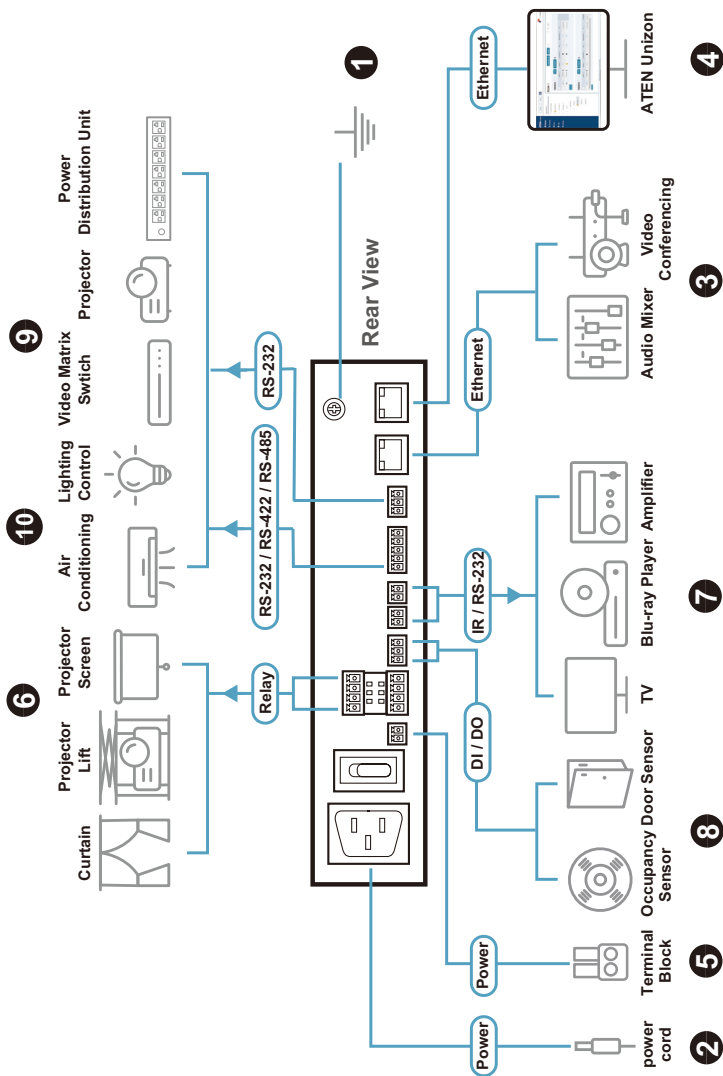 6
10
9
Curtain
Projector
Lift
Projector
Screen
Air
Conditioning
Lighting
Control
Video Matrix
Swtich
Projector
Power
Distribution Unit
Relay
RS-232 / RS-422 / RS-485
RS-232
1
Rear View
Power
Power
DI / DO
IR / RS-232
Ethernet
Ethernet
power
cord
Terminal
Block
Occupancy
Sensor
Door Sensor
TV
Blu-ray Player
Amplifier
Audio Mixer
Video
Conferencing
ATEN Unizon
2
5
8
7
3
4